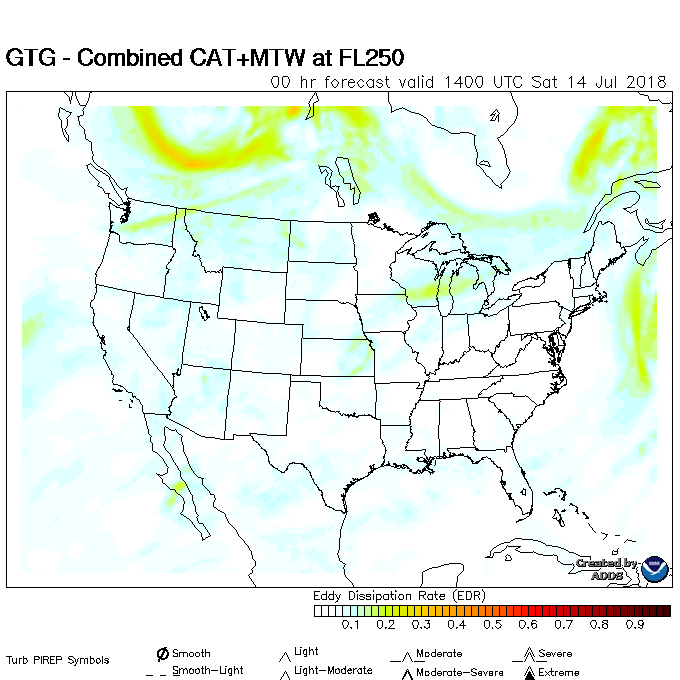 GTG - Combined CAT+MTW at FL250
00 hr forecast valid 1400 UTC Sat 14 Jul 2018
Created by
ADDS
Eddy Dissipation Rate (EDR)
0.1 0.2 0.3 0.4 0.5 0.6 0.7 0.8 0.9
Turb PIREP Symbols
Smooth Light Moderate Severe
Smooth-Light Light-Moderate Moderate-Severe Extreme